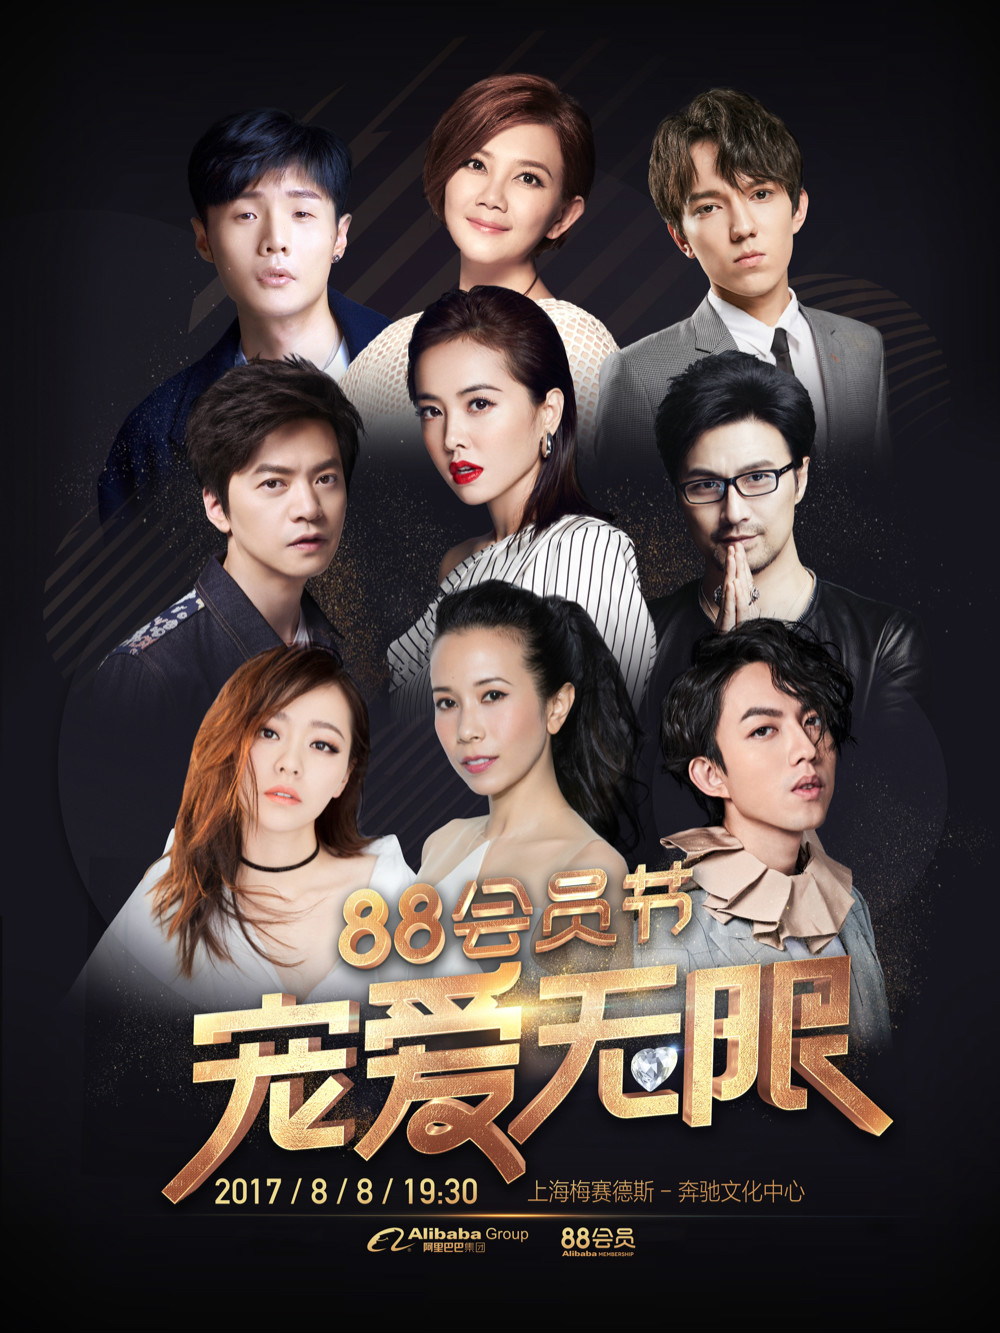 88会员节
宠爱无限
2017 / 8 / 8 / 19:30 上海梅赛德斯 - 奔驰文化中心
Alibaba Group
阿里巴巴集团
88会员
Alibaba MEMBERSHIP